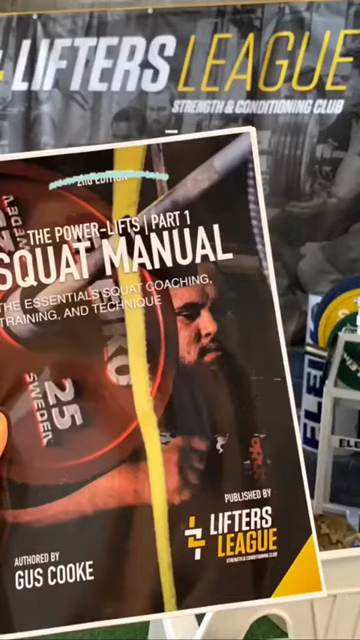 LIFTERS LEAGUE
STRENGTH & CONDITIONING CLUB
2ND EDITION
THE POWER-LIFTS | PART 1
SQUAT MANUAL
THE ESSENTIALS SQUAT COACHING,
TRAINING, AND TECHNIQUE
25
SWEDEN
PUBLISHED BY
LIFTERS
LEAGUE
STRENGTH & CONDITIONING CLUB
AUTHORED BY
GUS COOKE